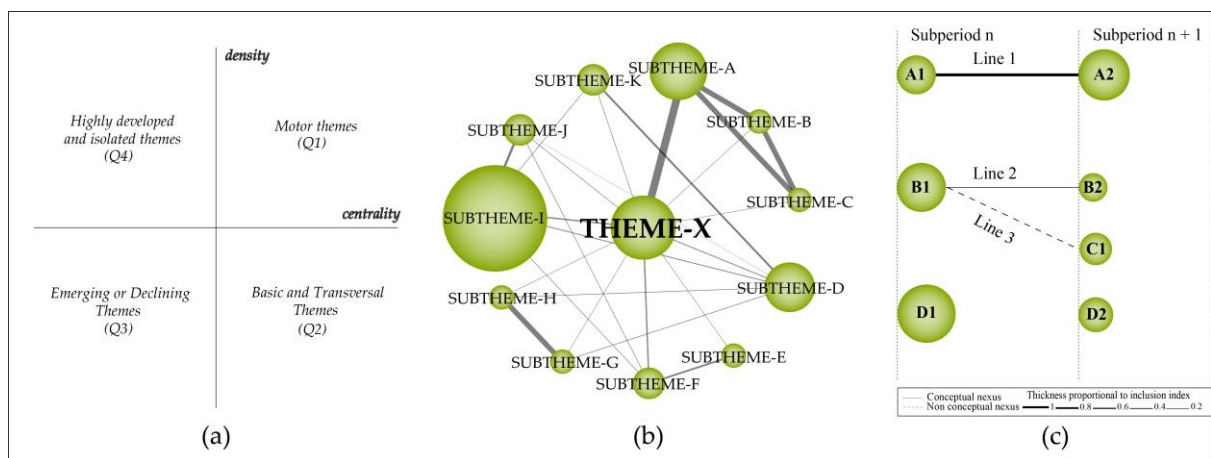 density
Highly developed
and isolated themes
(Q4)
Motor themes
(Q1)
centrality
Emerging or Declining
Themes
(Q3)
Basic and Transversal
Themes
(Q2)
(a)
SUBTHEME-A
SUBTHEME-K
SUBTHEME-B
SUBTHEME-J
SUBTHEME-C
SUBTHEME-I
THEME-X
SUBTHEME-D
SUBTHEME-H
SUBTHEME-G
SUBTHEME-E
SUBTHEME-F
(b)
Subperiod n
Subperiod n + 1
Line 1
A1
A2
Line 2
B1
B2
Line 3
C1
D1
D2
Conceptual nexus
Non conceptual nexus
Thickness proportional to inclusion index
1 0.8 0.6 0.4 0.2
(c)